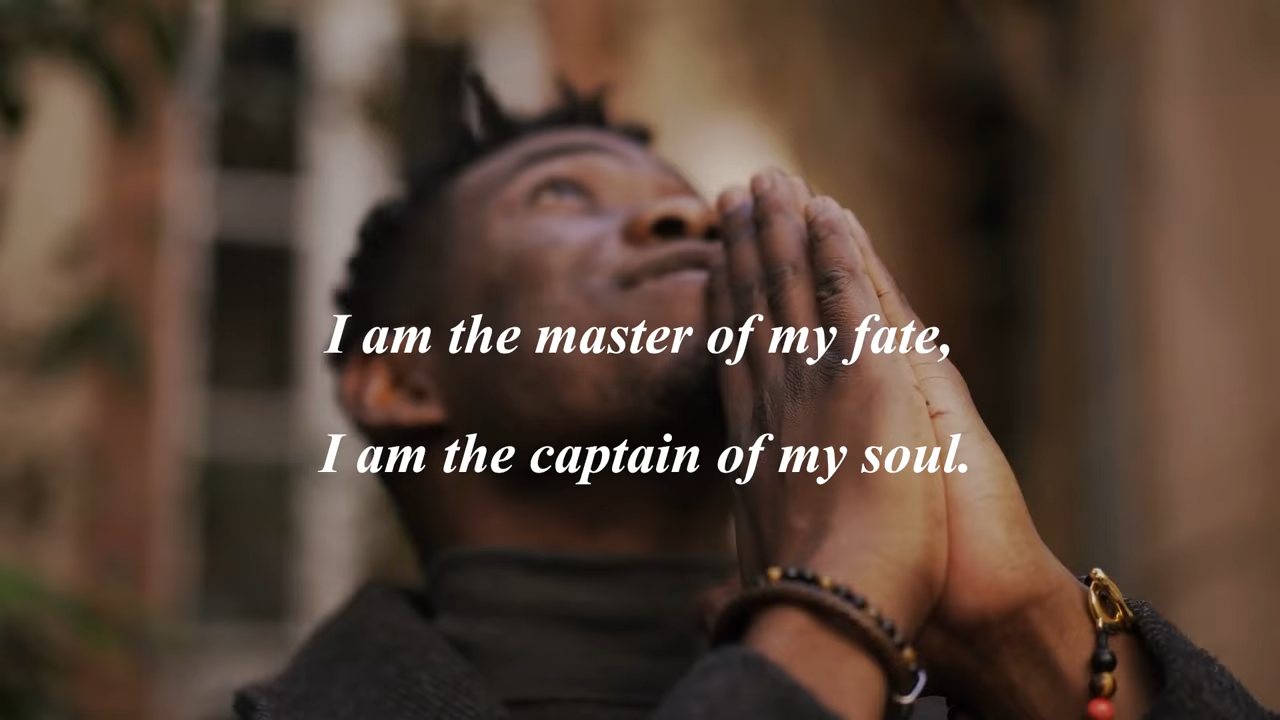 I am the master of my fate,
I am the captain of my soul.